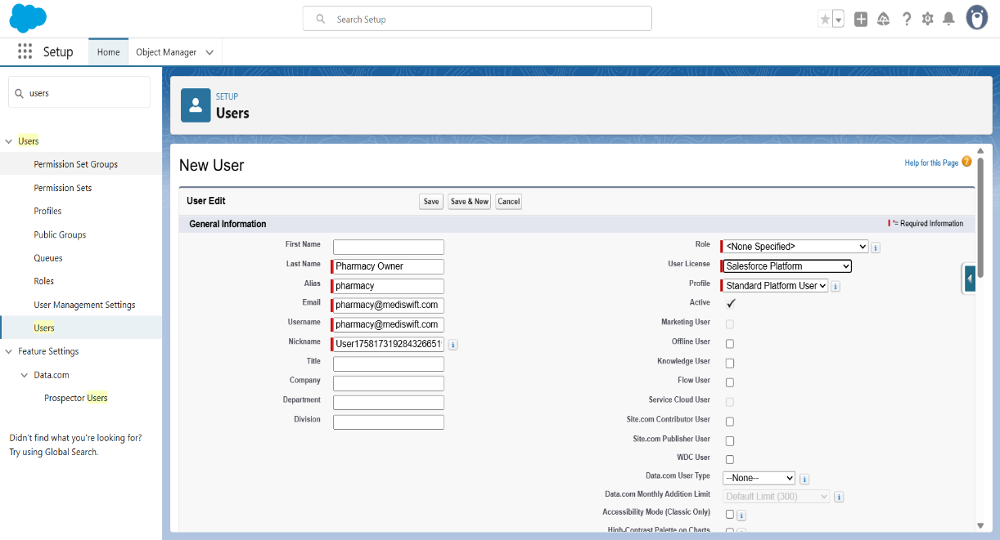 Search Setup
Setup
Home
Object Manager
users
Users
Permission Set Groups
Permission Sets
Profiles
Public Groups
Queues
Roles
User Management Settings
Users
Feature Settings
Data.com
Prospector Users
Didn't find what you're looking for?
Try using Global Search.
SETUP
Users
New User
Help for this Page
User Edit
Save
Save & New
Cancel
General Information
= Required Information
First Name
Last Name Pharmacy Owner
Alias pharmacy
Email pharmacy@mediswift.com
Username pharmacy@mediswift.com
Nickname User175817319284326651
Title
Company
Department
Division
Role <None Specified>
User License Salesforce Platform
Profile Standard Platform User
Active
Marketing User
Offline User
Knowledge User
Flow User
Service Cloud User
Site.com Contributor User
Site.com Publisher User
WDC User
Data.com User Type --None--
Data.com Monthly Addition Limit Default Limit (300)
Accessibility Mode (Classic Only)
High-Contrast Palette on Charts